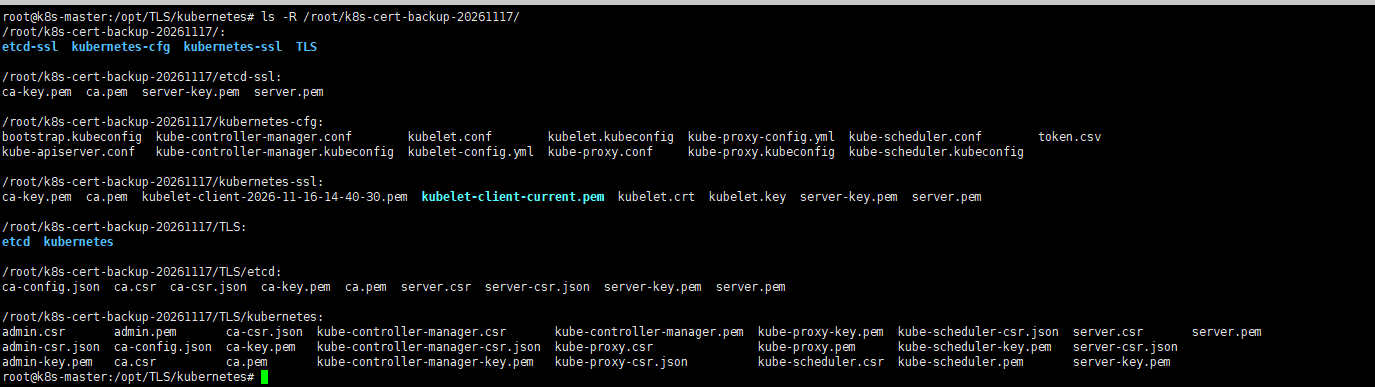 root@k8s-master:/opt/TLS/kubernetes# ls -R /root/k8s-cert-backup-20261117/
/root/k8s-cert-backup-20261117/:
etcd-ssl  kubernetes-cfg  kubernetes-ssl  TLS

/root/k8s-cert-backup-20261117/etcd-ssl:
ca-key.pem  ca.pem  server-key.pem  server.pem

/root/k8s-cert-backup-20261117/kubernetes-cfg:
bootstrap.kubeconfig  kube-controller-manager.conf        kubelet.conf        kubelet.kubeconfig  kube-proxy-config.yml  kube-scheduler.conf        token.csv
kube-apiserver.conf   kube-controller-manager.kubeconfig  kubelet-config.yml  kube-proxy.conf     kube-proxy.kubeconfig  kube-scheduler.kubeconfig

/root/k8s-cert-backup-20261117/kubernetes-ssl:
ca-key.pem  ca.pem  kubelet-client-2026-11-16-14-40-30.pem  kubelet-client-current.pem  kubelet.crt  kubelet.key  server-key.pem  server.pem

/root/k8s-cert-backup-20261117/TLS:
etcd  kubernetes

/root/k8s-cert-backup-20261117/TLS/etcd:
ca-config.json  ca.csr  ca-csr.json  ca-key.pem  ca.pem  server.csr  server-csr.json  server-key.pem  server.pem

/root/k8s-cert-backup-20261117/TLS/kubernetes:
admin.csr       admin.pem       ca-csr.json  kube-controller-manager.csr       kube-controller-manager.pem  kube-proxy-key.pem  kube-scheduler-csr.json  server.csr       server.pem
admin-csr.json  ca-config.json  ca-key.pem   kube-controller-manager-csr.json  kube-proxy.csr               kube-proxy.pem      kube-scheduler-key.pem   server-csr.json
admin-key.pem   ca.csr          ca.pem       kube-controller-manager-key.pem   kube-proxy-csr.json          kube-scheduler.csr  kube-scheduler.pem       server-key.pem
root@k8s-master:/opt/TLS/kubernetes#